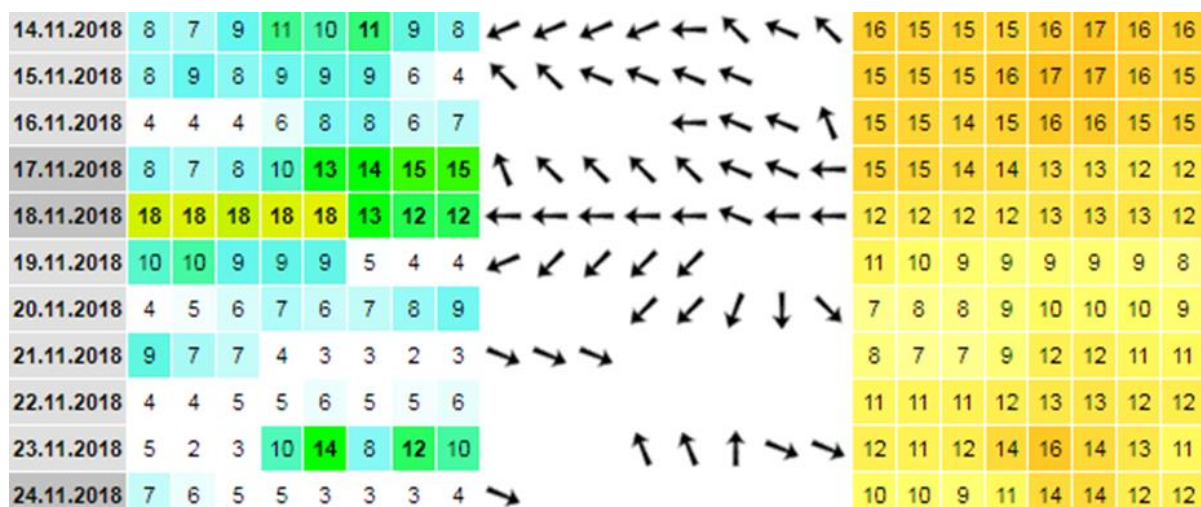 14.11.2018 8 7 9 11 10 11 9 8 16 15 15 15 16 17 16 16
15.11.2018 8 9 8 9 9 9 6 4 15 15 15 16 17 17 16 15
16.11.2018 4 4 4 6 8 8 6 7 15 15 14 15 16 16 15 15
17.11.2018 8 7 8 10 13 14 15 15 15 15 14 14 13 13 12 12
18.11.2018 18 18 18 18 18 13 12 12 12 12 12 12 13 13 13 12
19.11.2018 10 10 9 9 9 5 4 4 11 10 9 9 9 9 9 8
20.11.2018 4 5 6 7 6 7 8 9 7 8 8 9 10 10 10 9
21.11.2018 9 7 7 4 3 3 2 3 8 7 7 9 12 12 11 11
22.11.2018 4 4 5 5 6 5 5 6 11 11 11 12 13 13 12 12
23.11.2018 5 2 3 10 14 8 12 10 12 11 12 14 16 14 13 11
24.11.2018 7 6 5 5 3 3 3 4 10 10 9 11 14 14 12 12